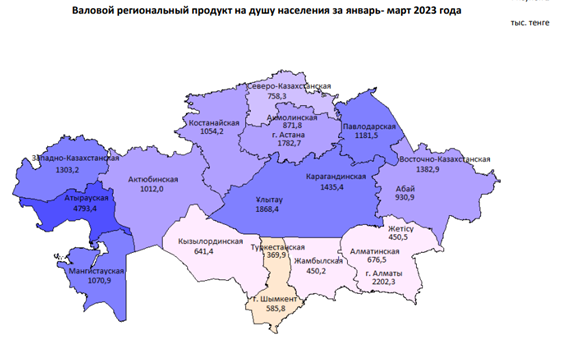 Валовой региональный продукт на душу населения за январь- март 2023 года
тыс. тенге
Северо-Казахстанская
758,3
Костанайская
1054,2
Акмолинская
871,8
г. Астана
1782,7
Павлодарская
1181,5
Западно-Казахстанская
1303,2
Восточно-Казахстанская
1382,9
Актюбинская
1012,0
Карагандинская
1435,4
Абай
930,9
Атырауская
4793,4
Ұлытау
1868,4
Жетісу
450,5
Кызылординская
641,4
Туркестанская
369,9
Жамбылская
450,2
Алматинская
676,5
г. Алматы
2202,3
Мангистауская
1070,9
г. Шымкент
585,8